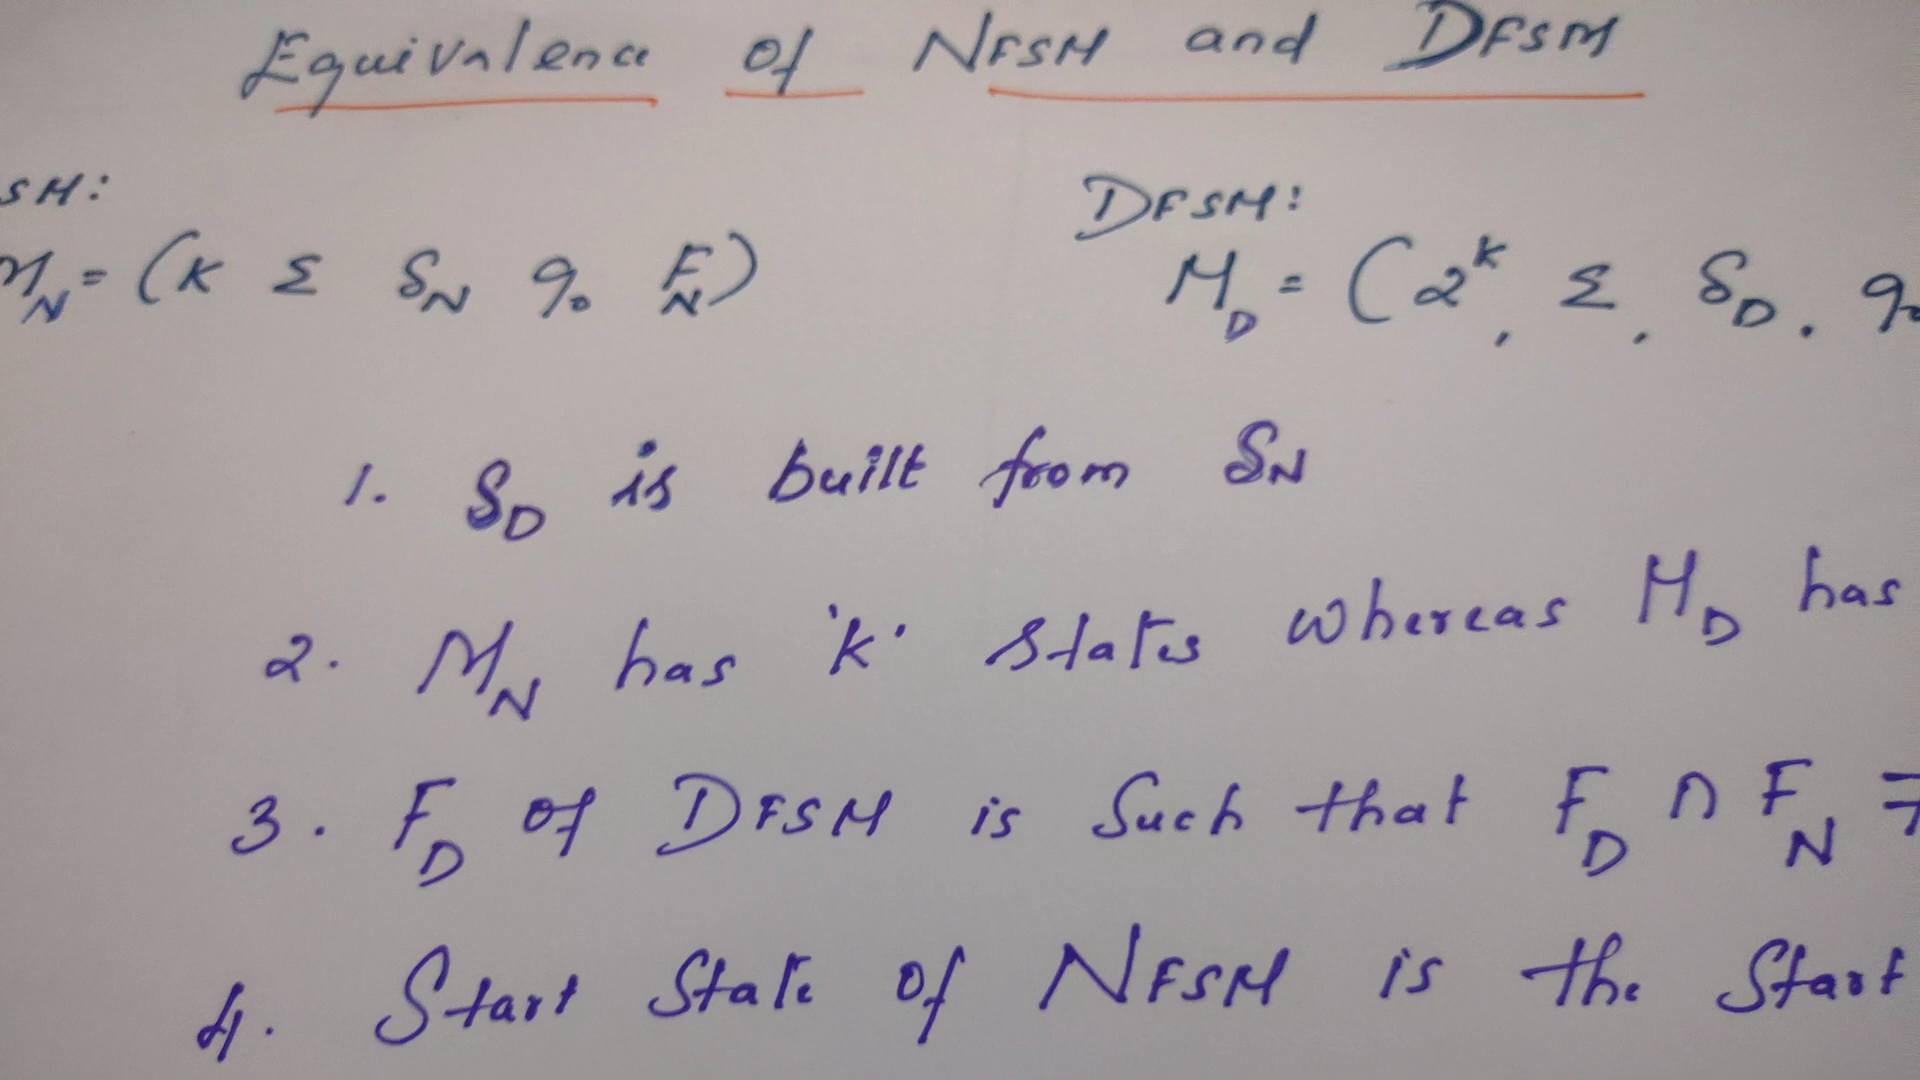 Equivalence of NFSM and DFSM
SM:
DFSM:
M_N = (K Σ δ_N q₀ F_N)
M_D = (2^K, Σ, δ_D, q₀
1. δ_D is built from δ_N
2. M_N has 'k' states whereas M_D has
3. F_D of DFSM is such that F_D ∩ F_N ≠
4. Start State of NFSM is the Start